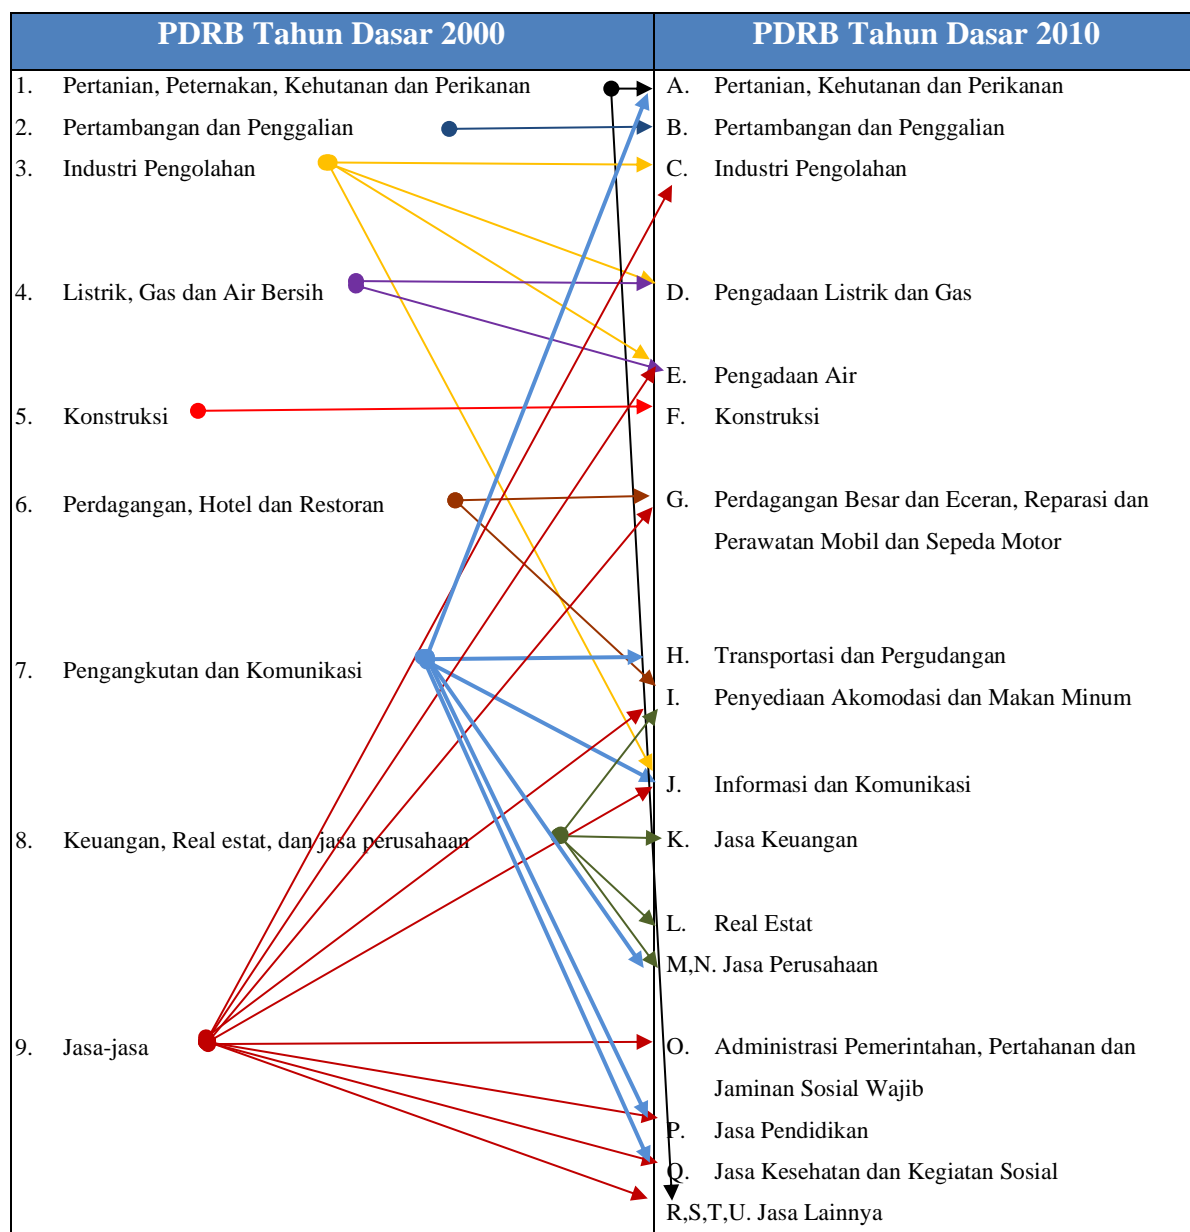 PDRB Tahun Dasar 2000
1. Pertanian, Peternakan, Kehutanan dan Perikanan
2. Pertambangan dan Penggalian
3. Industri Pengolahan
4. Listrik, Gas dan Air Bersih
5. Konstruksi
6. Perdagangan, Hotel dan Restoran
7. Pengangkutan dan Komunikasi
8. Keuangan, Real estat, dan jasa perusahaan
9. Jasa-jasa
PDRB Tahun Dasar 2010
A. Pertanian, Kehutanan dan Perikanan
B. Pertambangan dan Penggalian
C. Industri Pengolahan
D. Pengadaan Listrik dan Gas
E. Pengadaan Air
F. Konstruksi
G. Perdagangan Besar dan Eceran, Reparasi dan
Perawatan Mobil dan Sepeda Motor
H. Transportasi dan Pergudangan
I. Penyediaan Akomodasi dan Makan Minum
J. Informasi dan Komunikasi
K. Jasa Keuangan
L. Real Estat
M,N. Jasa Perusahaan
O. Administrasi Pemerintahan, Pertahanan dan
Jaminan Sosial Wajib
P. Jasa Pendidikan
Q. Jasa Kesehatan dan Kegiatan Sosial
R,S,T,U. Jasa Lainnya